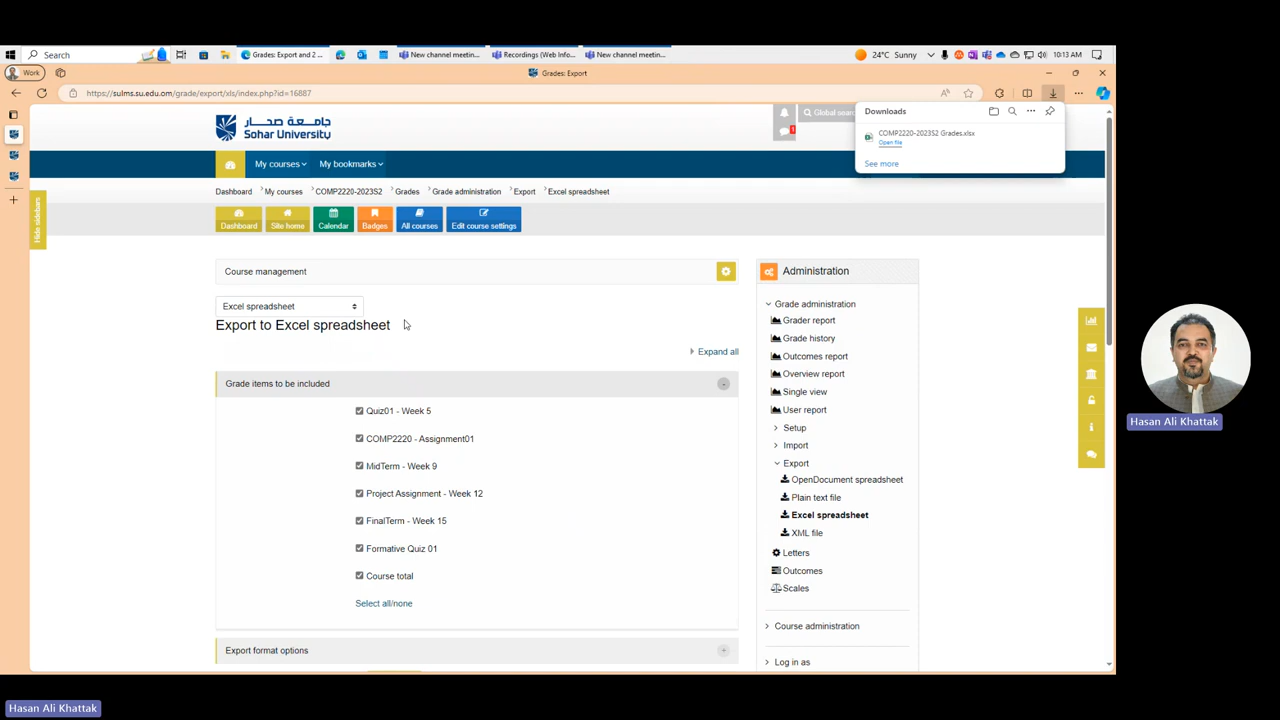 Search
Grades: Export and 2 ...
New channel meetin...
Recordings (Web Info...
New channel meetin...
24°C Sunny
10:13 AM
Work
Grades: Export
https://sulms.su.edu.om/grade/export/xls/index.php?id=16887
Downloads
COMP2220-2023S2 Grades.xlsx
Open file
See more
جامعة صحار
Sohar University
Global sear
1
My courses
My bookmarks
Dashboard
My courses
COMP2220-2023S2
Grades
Grade administration
Export
Excel spreadsheet
Hide sidebars
Dashboard
Site home
Calendar
Badges
All courses
Edit course settings
Course management
Excel spreadsheet
Export to Excel spreadsheet
Expand all
Grade items to be included
Quiz01 - Week 5
COMP2220 - Assignment01
MidTerm - Week 9
Project Assignment - Week 12
FinalTerm - Week 15
Formative Quiz 01
Course total
Select all/none
Export format options
Administration
Grade administration
Grader report
Grade history
Outcomes report
Overview report
Single view
User report
Setup
Import
Export
OpenDocument spreadsheet
Plain text file
Excel spreadsheet
XML file
Letters
Outcomes
Scales
Course administration
Log in as
Hasan Ali Khattak
Hasan Ali Khattak